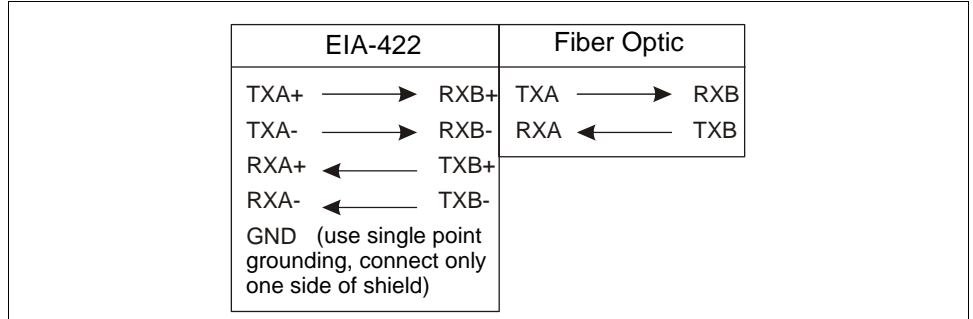 EIA-422
TXA+ RXB+
TXA- RXB-
RXA+ TXB+
RXA- TXB-
GND (use single point
grounding, connect only
one side of shield)
Fiber Optic
TXA RXB
RXA TXB